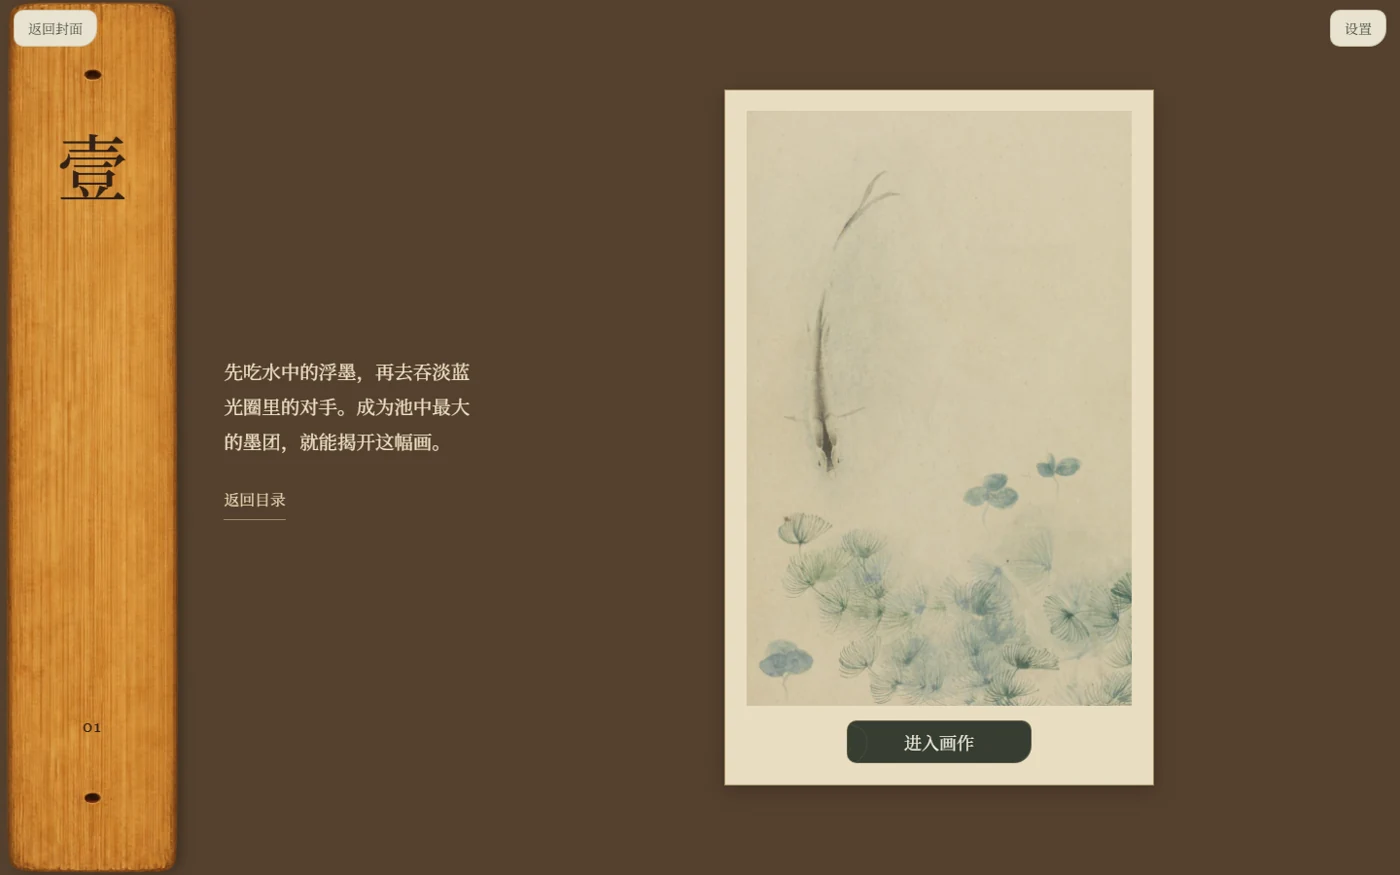 返回封面
设置
壹
01
先吃水中的浮墨，再去吞淡蓝
光圈里的对手。成为池中最大
的墨团，就能揭开这幅画。
返回目录
进入画作